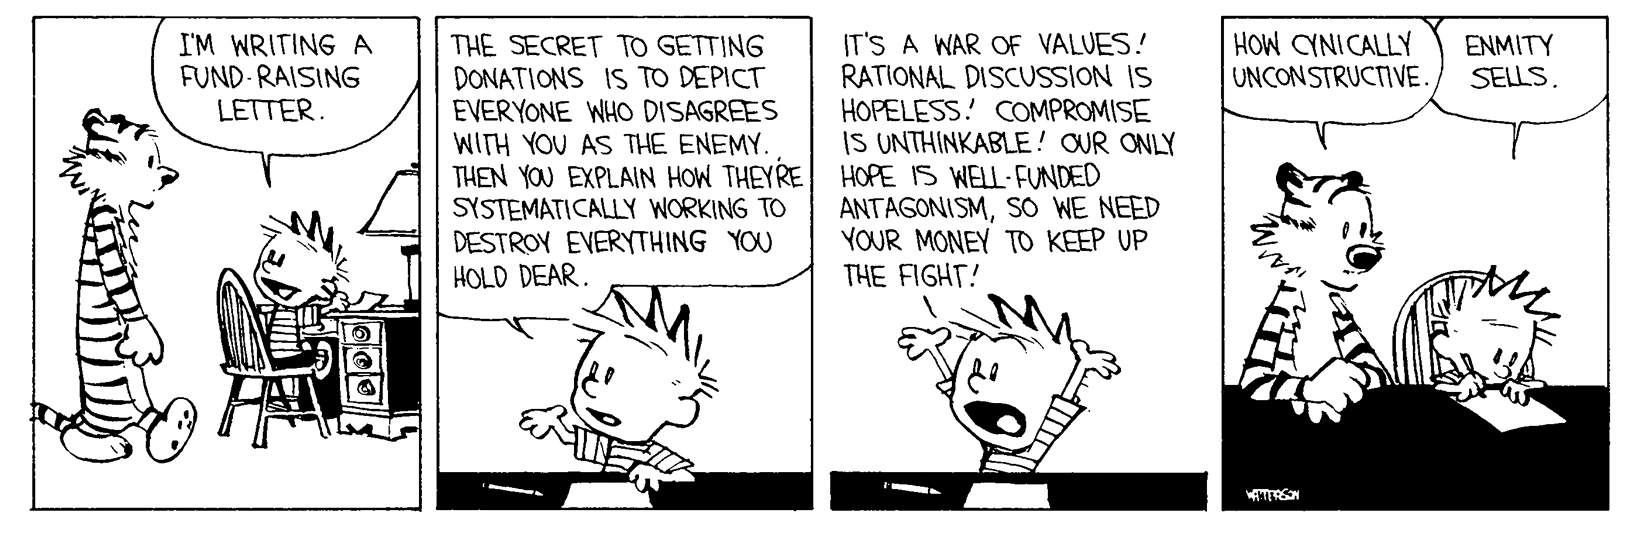 I'M WRITING A
FUND-RAISING
LETTER.
THE SECRET TO GETTING
DONATIONS IS TO DEPICT
EVERYONE WHO DISAGREES
WITH YOU AS THE ENEMY.
THEN YOU EXPLAIN HOW THEY'RE
SYSTEMATICALLY WORKING TO
DESTROY EVERYTHING YOU
HOLD DEAR.
IT'S A WAR OF VALUES!
RATIONAL DISCUSSION IS
HOPELESS! COMPROMISE
IS UNTHINKABLE! OUR ONLY
HOPE IS WELL-FUNDED
ANTAGONISM, SO WE NEED
YOUR MONEY TO KEEP UP
THE FIGHT!
HOW CYNICALLY
UNCONSTRUCTIVE.
ENMITY
SELLS.
WATTERSON